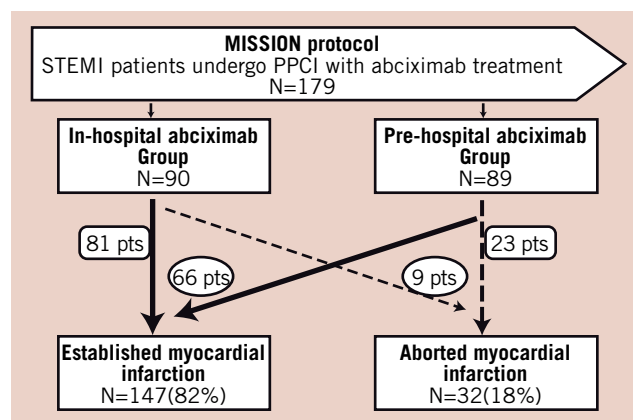 MISSION protocol
STEMI patients undergo PPCI with abciximab treatment
N=179
In-hospital abciximab
Group
N=90
Pre-hospital abciximab
Group
N=89
81 pts
66 pts
9 pts
23 pts
Established myocardial
infarction
N=147(82%)
Aborted myocardial
infarction
N=32(18%)